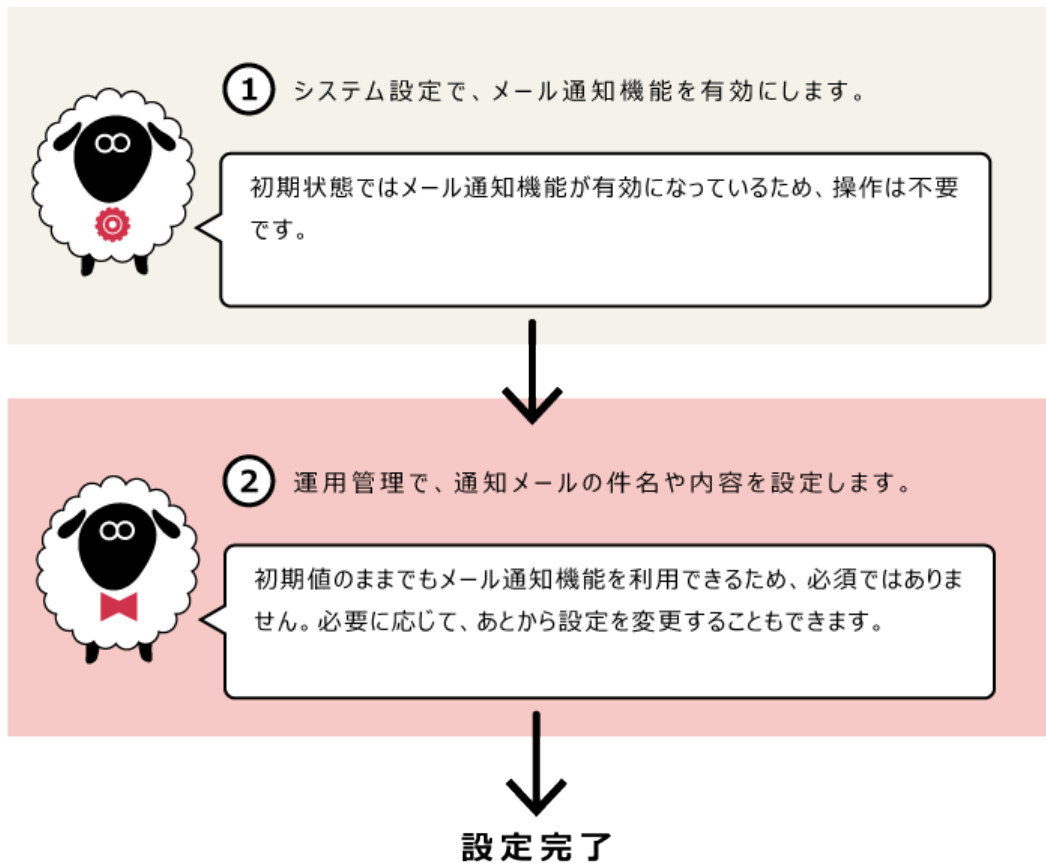 1 システム設定で、メール通知機能を有効にします。
初期状態ではメール通知機能が有効になっているため、操作は不要
です。
2 運用管理で、通知メールの件名や内容を設定します。
初期値のままでもメール通知機能を利用できるため、必須ではありま
せん。必要に応じて、あとから設定を変更することもできます。
設定完了